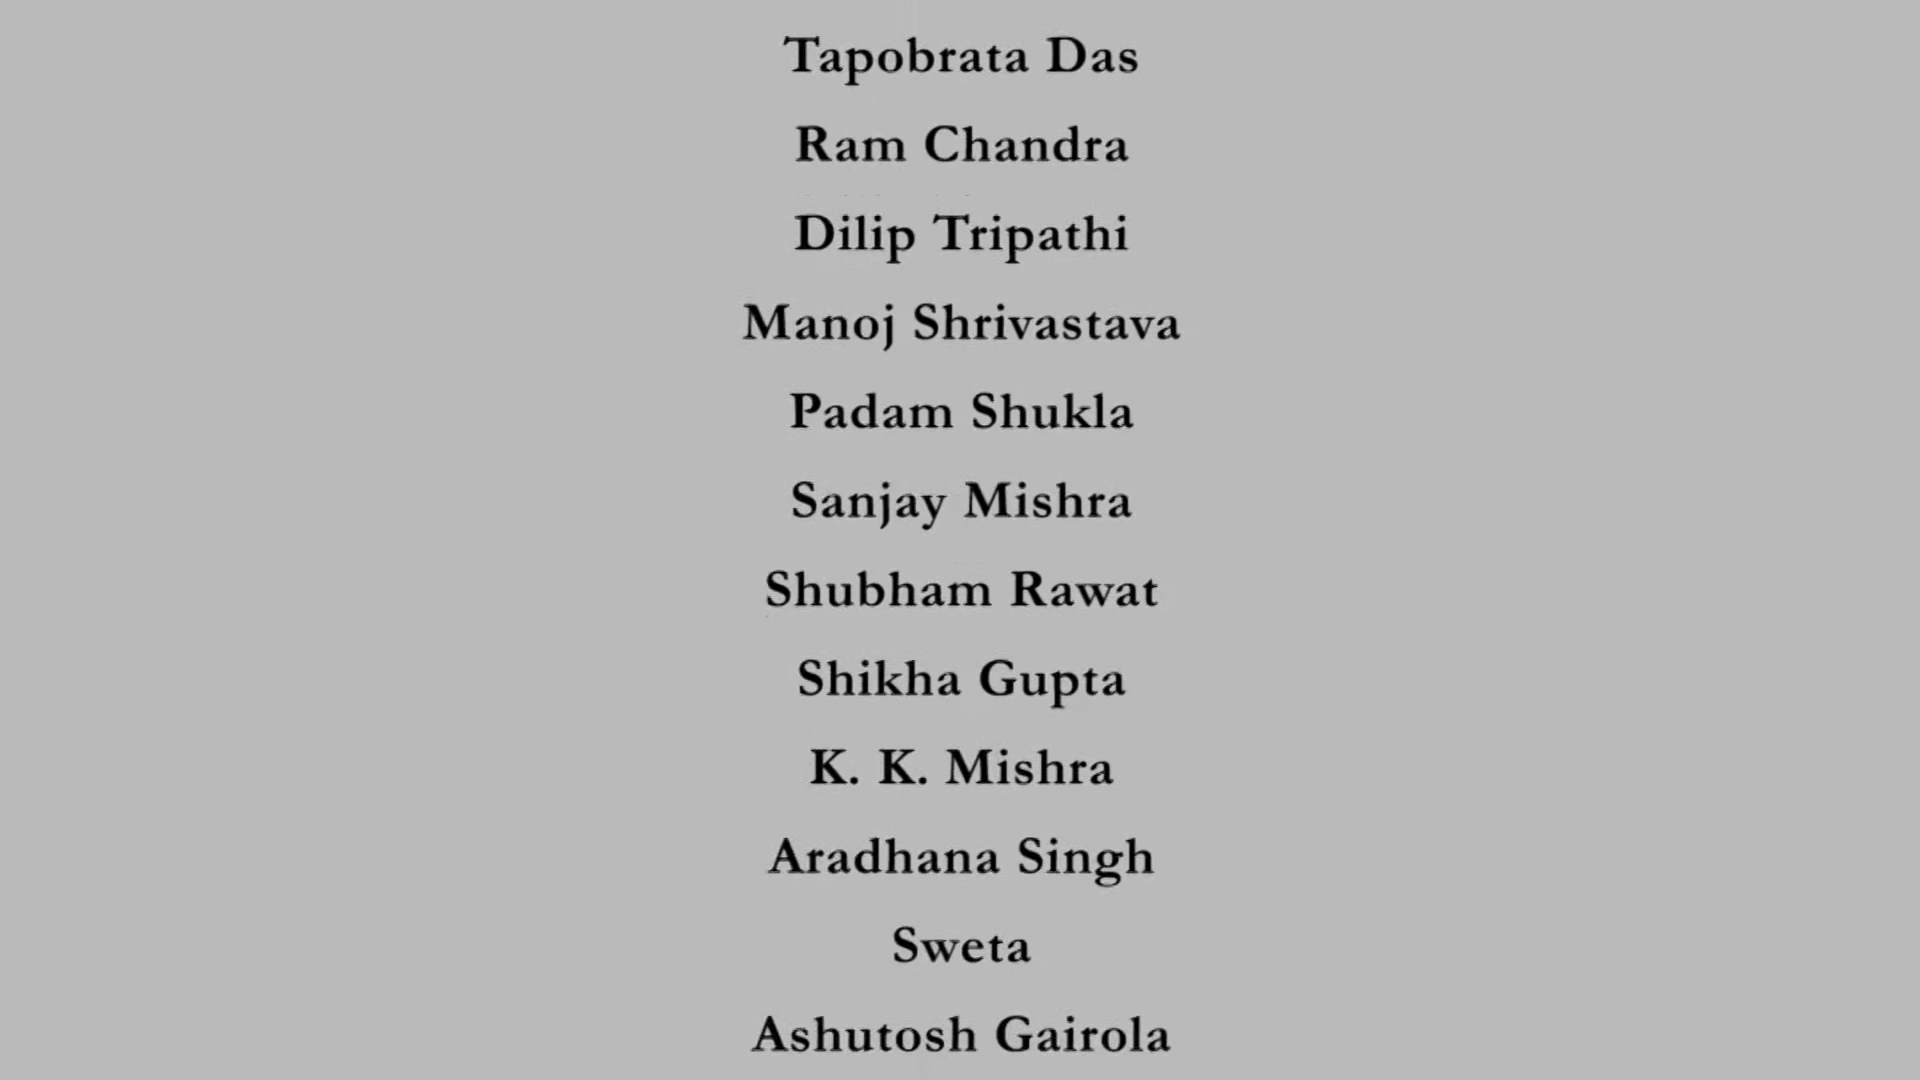 Tapobrata Das
Ram Chandra
Dilip Tripathi
Manoj Shrivastava
Padam Shukla
Sanjay Mishra
Shubham Rawat
Shikha Gupta
K. K. Mishra
Aradhana Singh
Sweta
Ashutosh Gairola